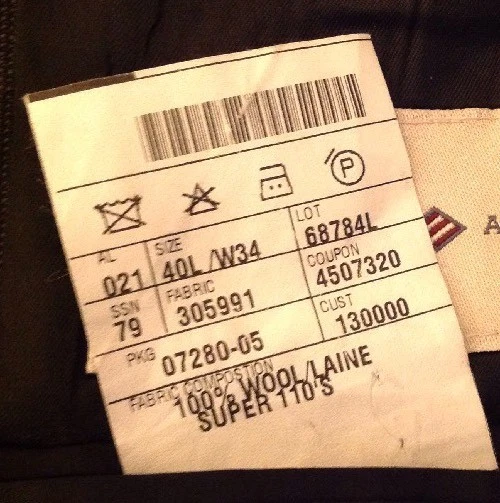 P
AL SIZE LOT
021 40L /W34 68784L
SSN FABRIC COUPON
79 305991 4507320
PKG 07280-05 CUST
130000
FABRIC COMPOSTION
100% WOOL/LAINE
SUPER 110'S
A